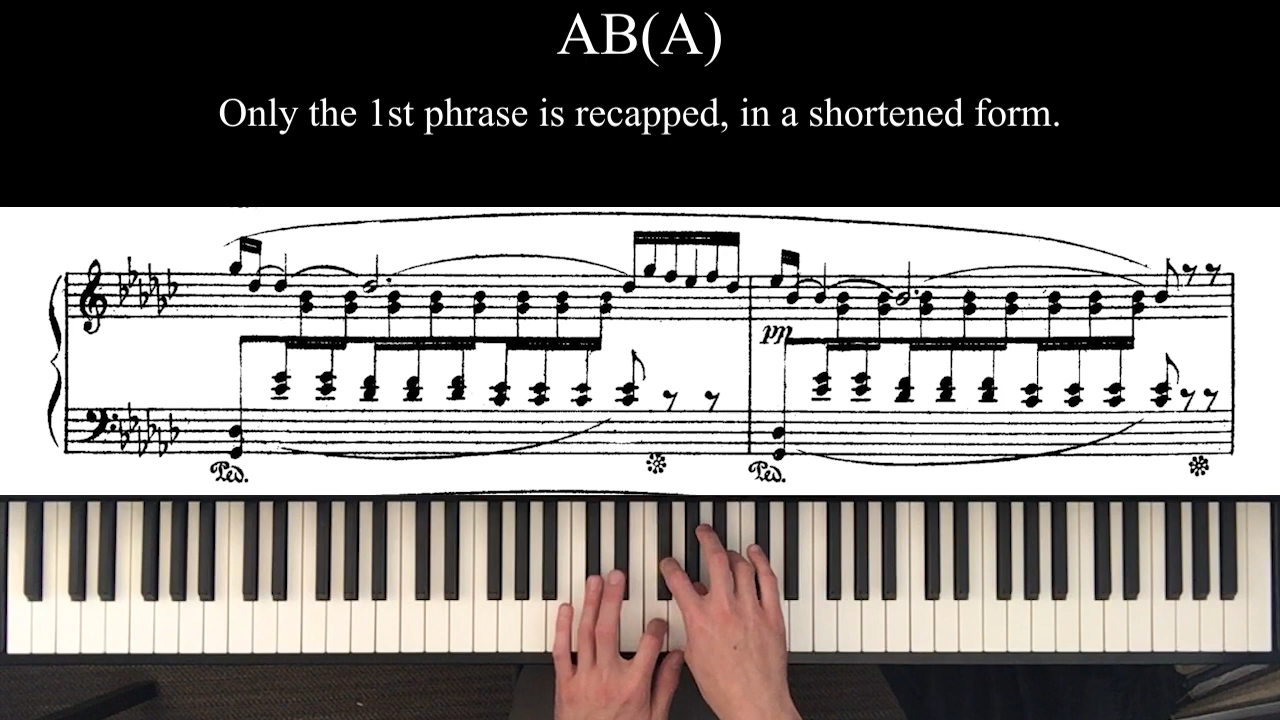 AB(A)
Only the 1st phrase is recapped, in a shortened form.
pp
Ped.
Ped.